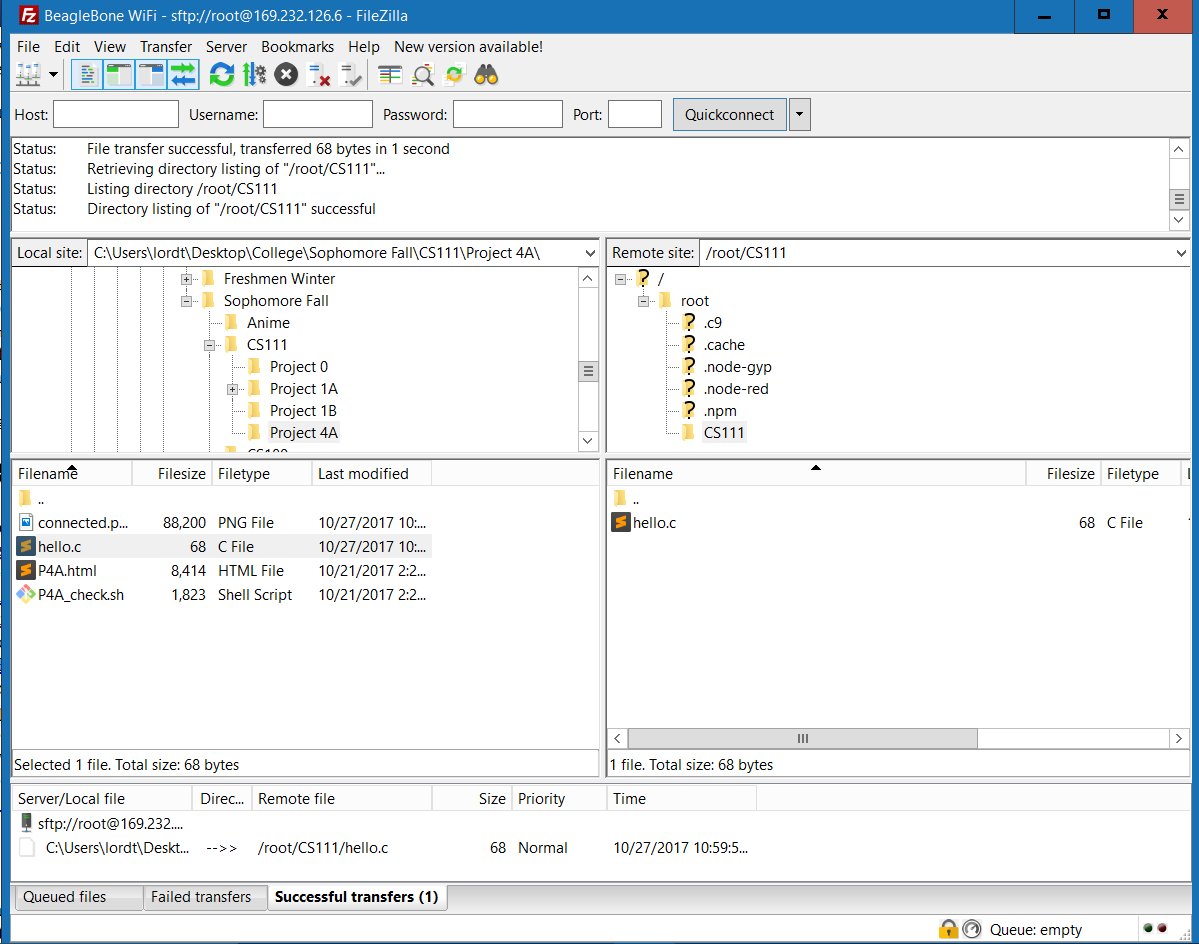 BeagleBone WiFi - sftp://root@169.232.126.6 - FileZilla
File Edit View Transfer Server Bookmarks Help New version available!
Host: Username: Password: Port: Quickconnect
Status: File transfer successful, transferred 68 bytes in 1 second
Status: Retrieving directory listing of "/root/CS111"...
Status: Listing directory /root/CS111
Status: Directory listing of "/root/CS111" successful
Local site: C:\Users\lordt\Desktop\College\Sophomore Fall\CS111\Project 4A\
Freshmen Winter
Sophomore Fall
Anime
CS111
Project 0
Project 1A
Project 1B
Project 4A
Remote site: /root/CS111
/
root
.c9
.cache
.node-gyp
.node-red
.npm
CS111
Filename Filesize Filetype Last modified
..
connected.p... 88,200 PNG File 10/27/2017 10:...
hello.c 68 C File 10/27/2017 10:...
P4A.html 8,414 HTML File 10/21/2017 2:2...
P4A_check.sh 1,823 Shell Script 10/21/2017 2:2...
Selected 1 file. Total size: 68 bytes
Filename Filesize Filetype
..
hello.c 68 C File
1 file. Total size: 68 bytes
Server/Local file Direc... Remote file Size Priority Time
sftp://root@169.232....
C:\Users\lordt\Deskt... -->> /root/CS111/hello.c 68 Normal 10/27/2017 10:59:5...
Queued files Failed transfers Successful transfers (1)
Queue: empty